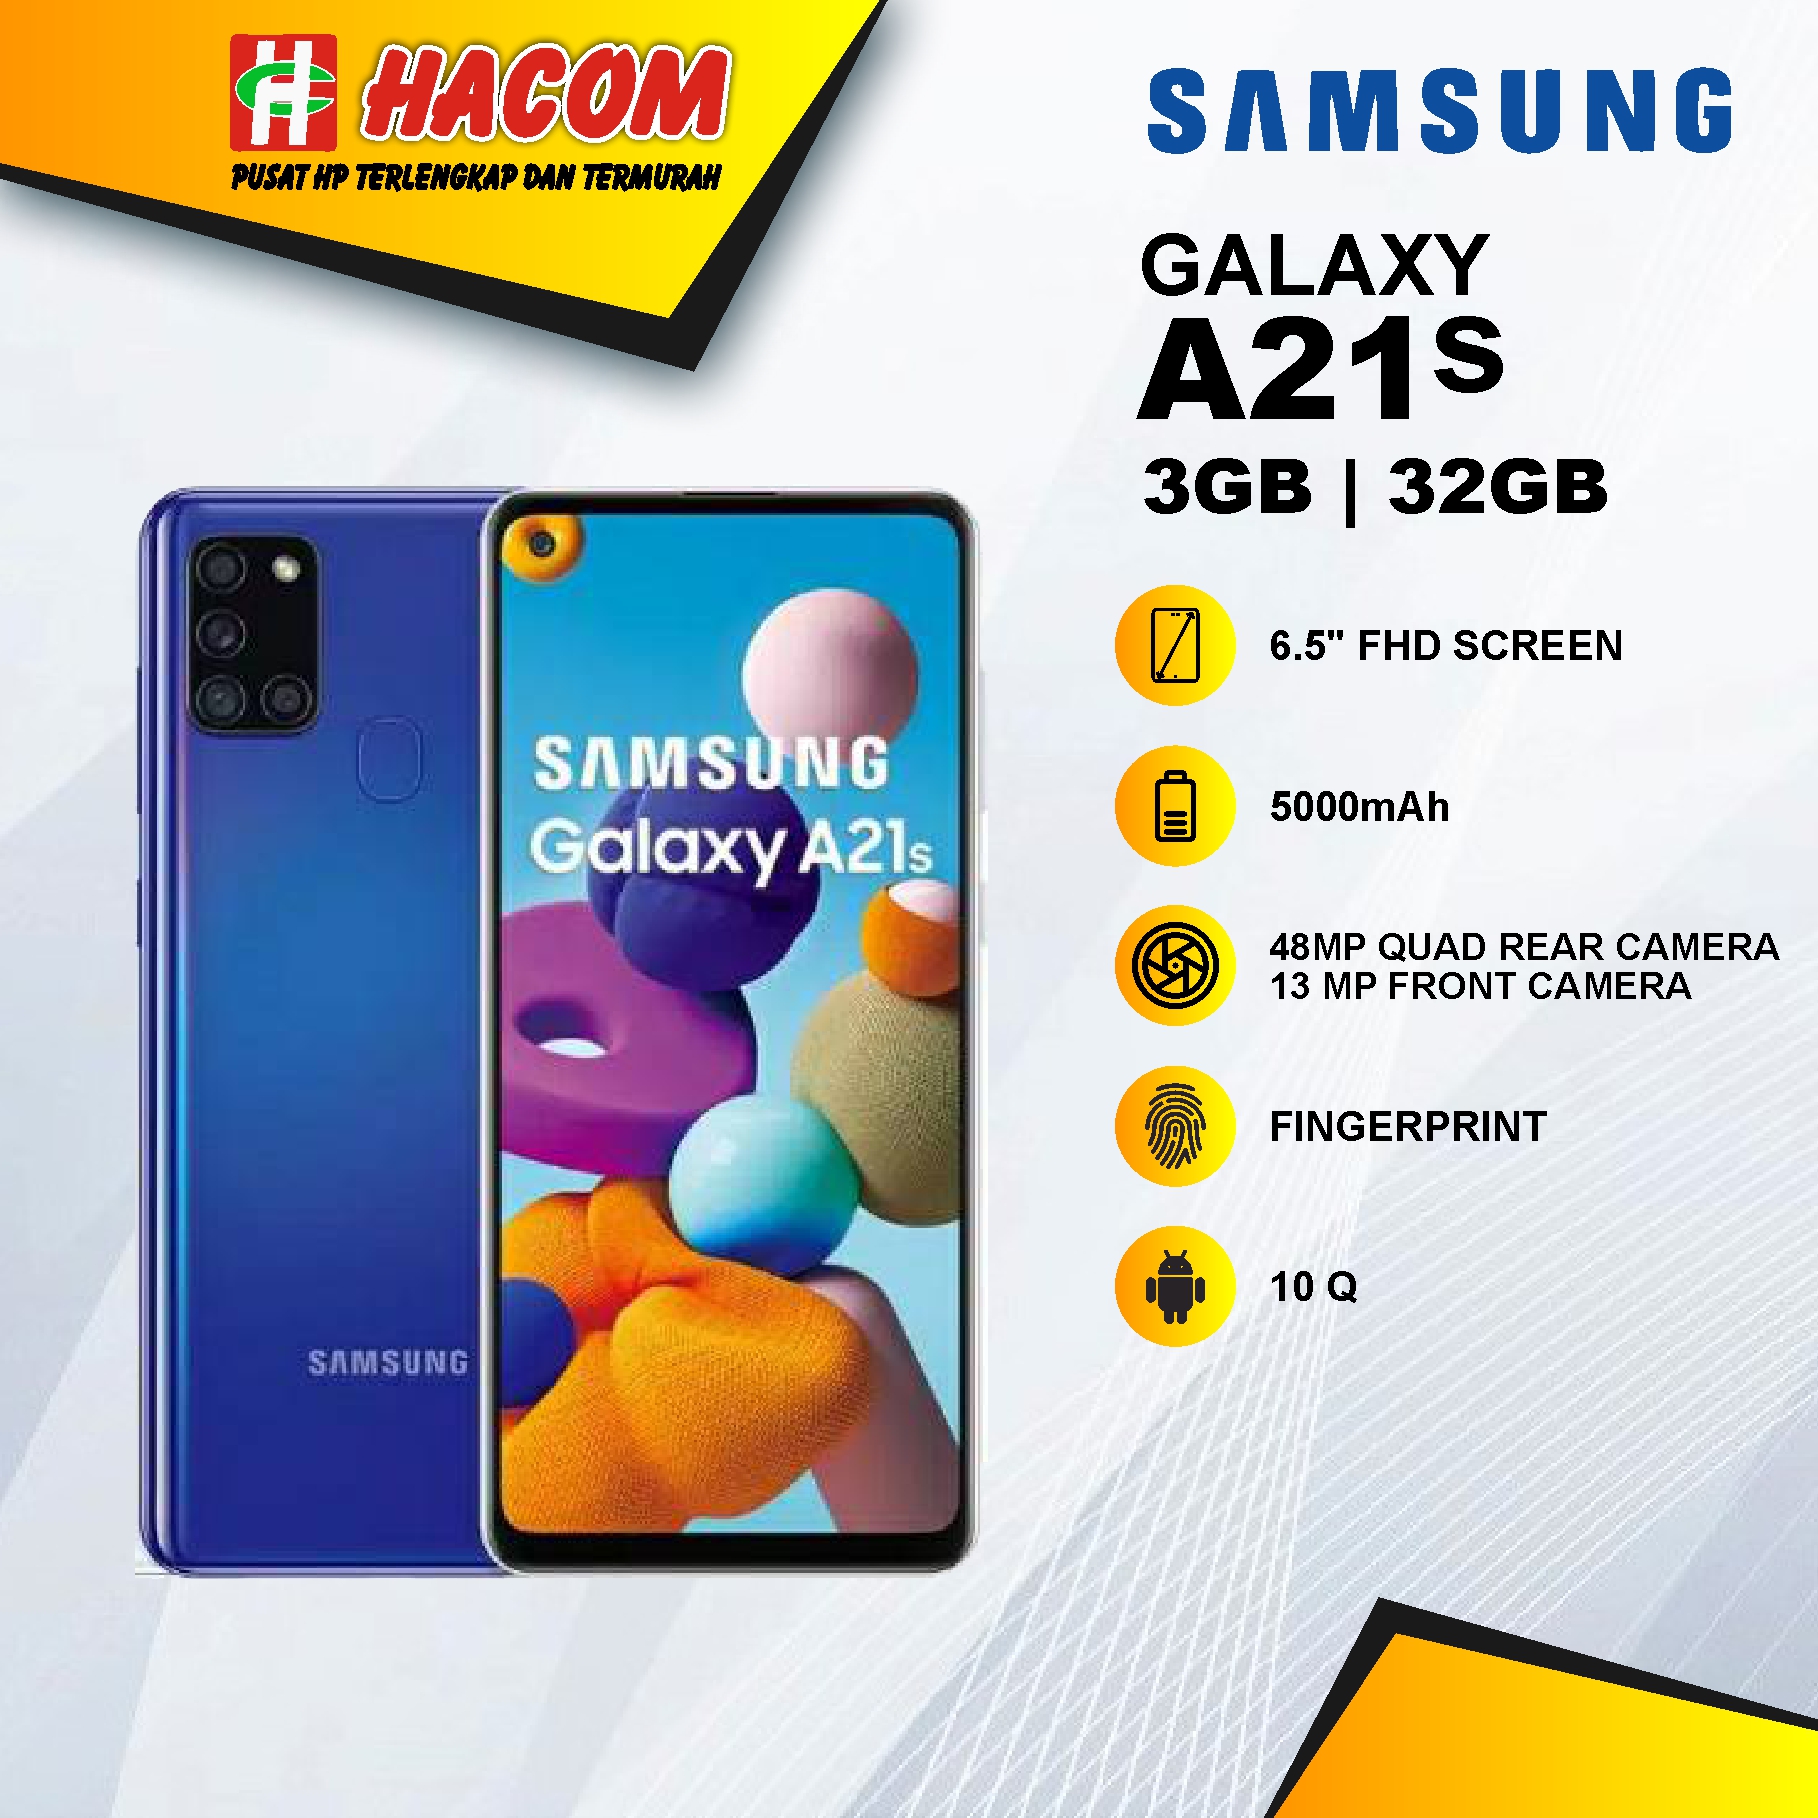 HACOM
PUSAT HP TERLENGKAP DAN TERMURAH
SAMSUNG
GALAXY
A21S
3GB | 32GB
6.5" FHD SCREEN
5000mAh
48MP QUAD REAR CAMERA
13 MP FRONT CAMERA
FINGERPRINT
10 Q
SAMSUNG
Galaxy A21s
SAMSUNG